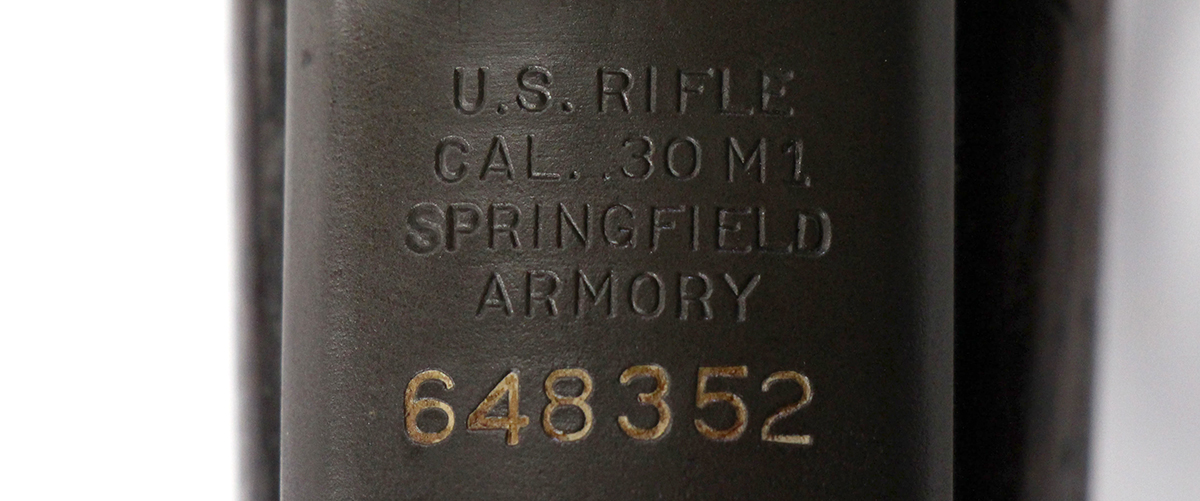 U.S. RIFLE
CAL. .30 M1
SPRINGFIELD
ARMORY
648352